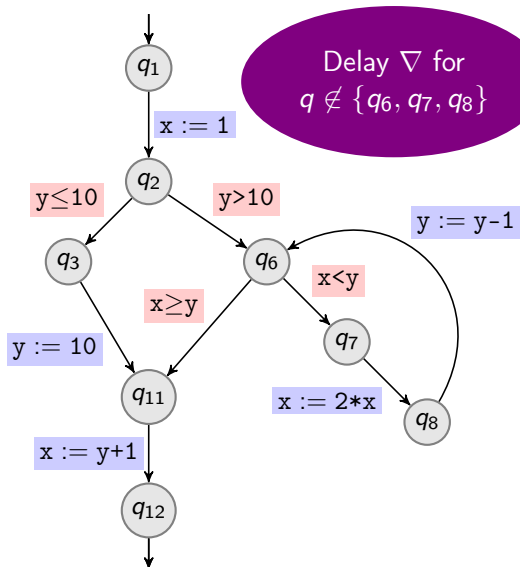 q1
Delay ∇ for
q ∉ {q6, q7, q8}
x := 1
q2
y≤10
y>10
y := y-1
q3
q6
x<y
x≥y
q7
y := 10
x := 2*x
q11
q8
x := y+1
q12